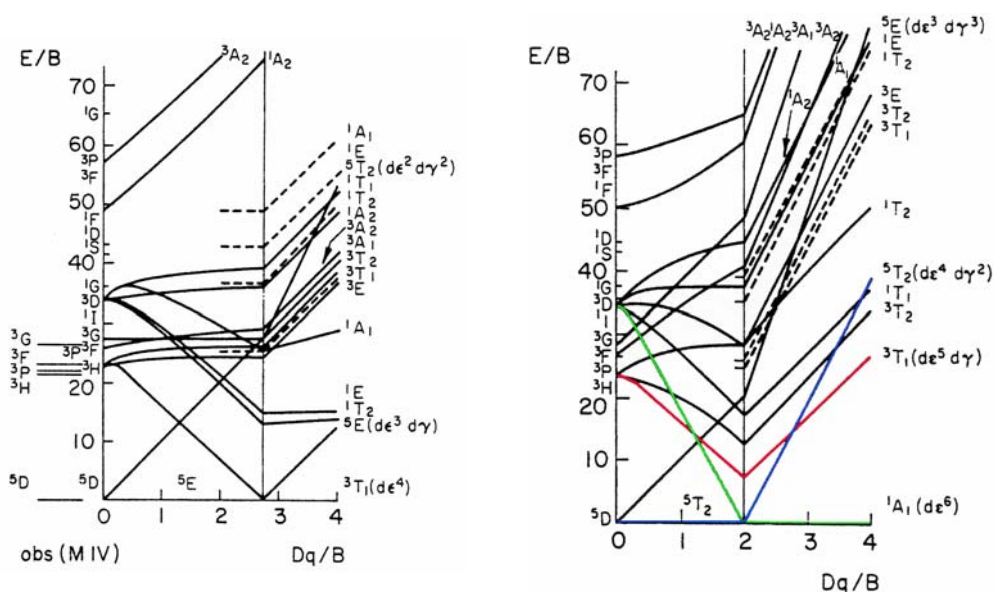 E/B
70
60
50
40
30
20
10
0 1 2 3 4
¹G
³P
³F
¹F
¹D
¹S
¹G
³D
¹I
³G
³F
³H
⁵D
³G
³F
³P
³P
³H
⁵D
³A₂
¹A₂
¹A₁
¹E
⁵T₂(dε² dγ²)
¹T₁
¹T₂
¹A₂
³A₂
³A₁
³T₁
³E
¹A₁
¹E
¹T₂
⁵E(dε³ dγ)
³T₁(dε⁴)
⁵E
obs (M IV)
Dq/B
E/B
70
60
50
40
30
20
10
0 1 2 3 4
³P
³F
¹F
¹D
¹S
¹G
³D
¹I
³G
³F
³P
³H
⁵D
³A₂ ¹A₂ ³A₁ ³A₂
¹A₁
¹A₂
⁵E(dε³ dγ³)
¹E
¹T₂
³E
³T₂
³T₁
¹T₂
⁵T₂(dε⁴ dγ²)
¹T₁
³T₂
³T₁(dε⁵ dγ)
¹A₁(dε⁶)
⁵T₂
Dq/B